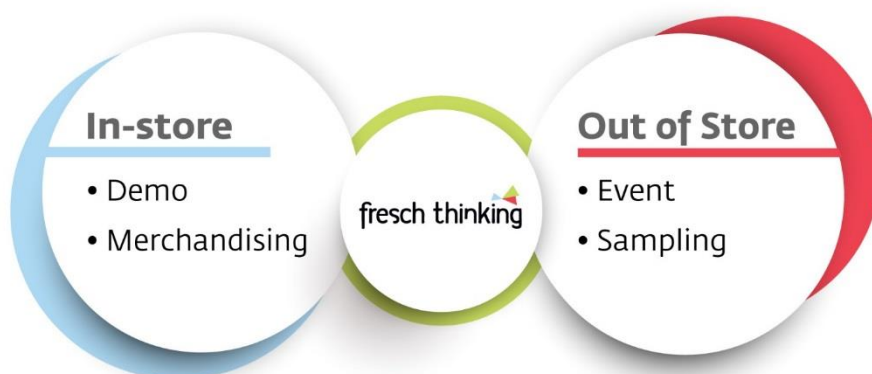 In-store
• Demo
• Merchandising
fresch thinking
Out of Store
• Event
• Sampling